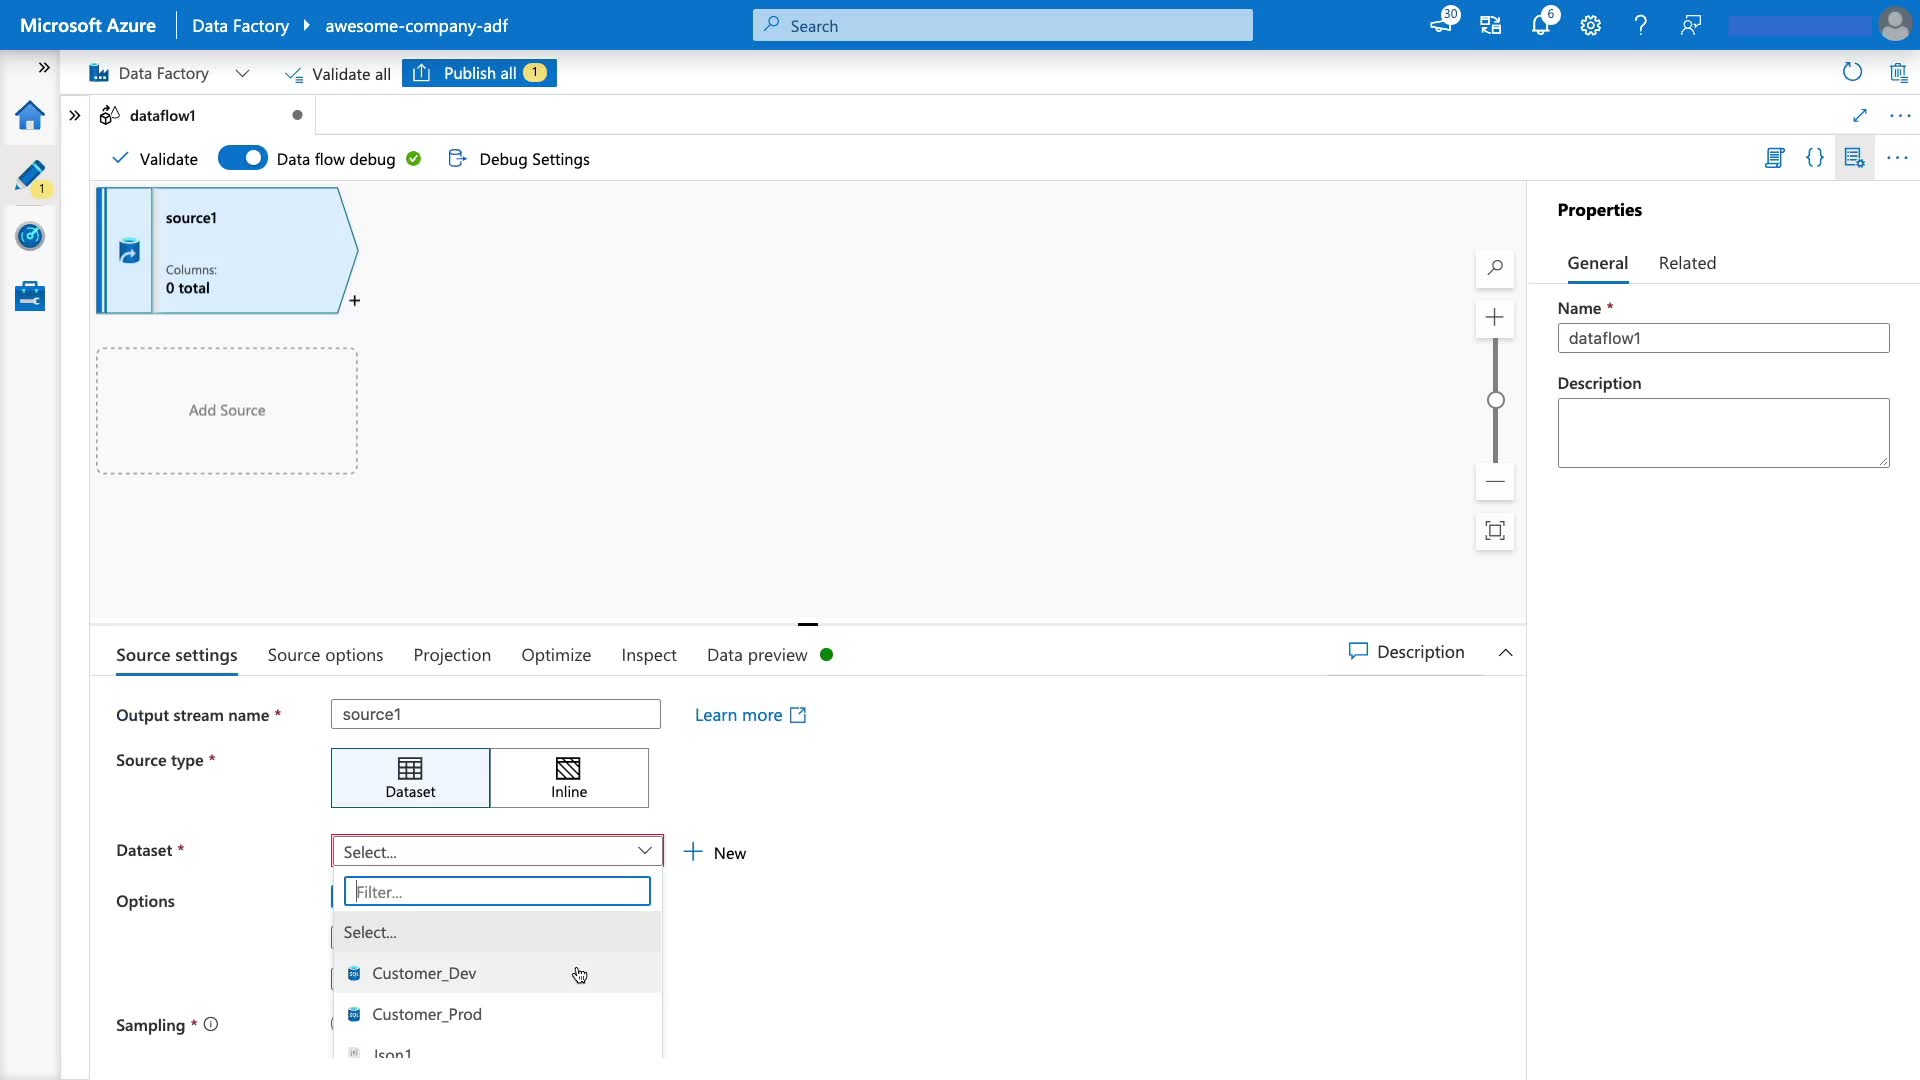 Microsoft Azure
Data Factory
awesome-company-adf
Search
30
6
Data Factory
Validate all
Publish all
1
dataflow1
1
Validate
Data flow debug
Debug Settings
source1
Columns:
0 total
Add Source
Properties
General
Related
Name *
dataflow1
Description
Source settings
Source options
Projection
Optimize
Inspect
Data preview
Description
Output stream name *
source1
Learn more
Source type *
Dataset
Inline
Dataset *
Select...
New
Filter...
Options
Select...
Customer_Dev
Customer_Prod
Sampling *
Json1